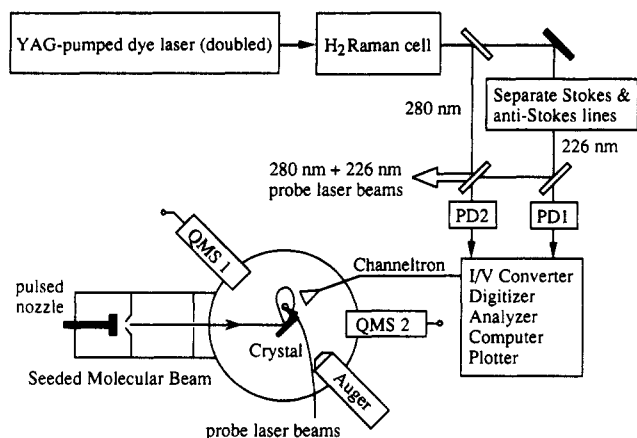 YAG-pumped dye laser (doubled)
H2 Raman cell
Separate Stokes &
anti-Stokes lines
280 nm
226 nm
280 nm + 226 nm
probe laser beams
PD2
PD1
QMS 1
Channeltron
I/V Converter
Digitizer
Analyzer
Computer
Plotter
pulsed
nozzle
QMS 2
Crystal
Seeded Molecular Beam
Auger
probe laser beams